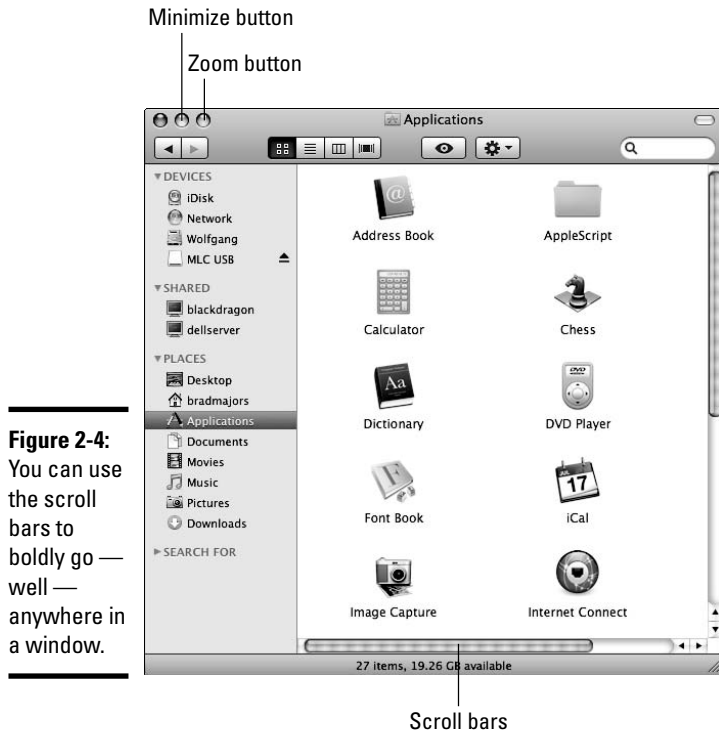 Minimize button
Zoom button
Applications
DEVICES
iDisk
Network
Wolfgang
MLC USB
SHARED
blackdragon
dellserver
PLACES
Desktop
bradmajors
Applications
Documents
Movies
Music
Pictures
Downloads
SEARCH FOR
Address Book
AppleScript
Calculator
Chess
Dictionary
DVD Player
Font Book
iCal
Image Capture
Internet Connect
@
Aa
DVD
F
17
27 items, 19.26 GB available
Scroll bars
Figure 2-4:
You can use
the scroll
bars to
boldly go —
well —
anywhere in
a window.